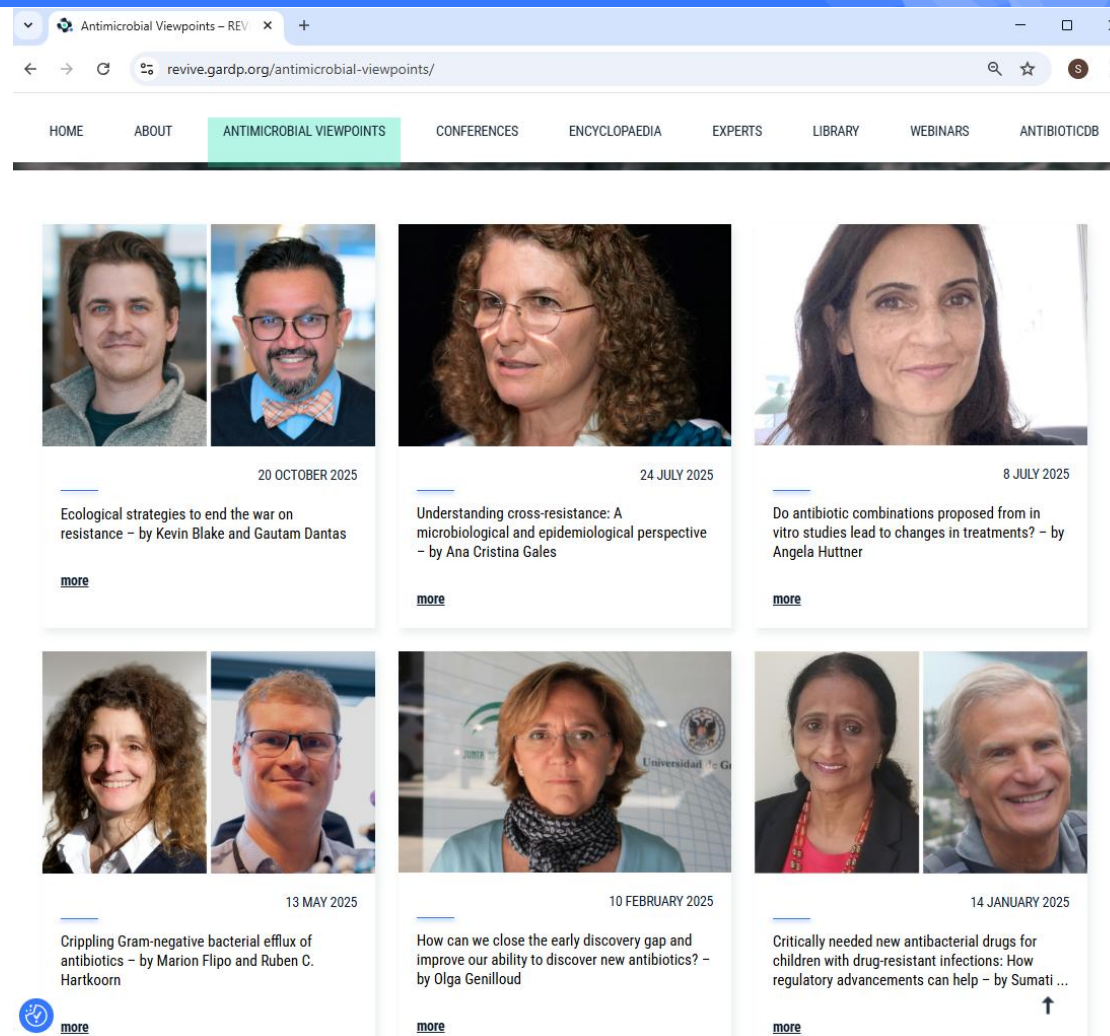 Antimicrobial Viewpoints – REV
revive.gardp.org/antimicrobial-viewpoints/
S
HOME ABOUT ANTIMICROBIAL VIEWPOINTS CONFERENCES ENCYCLOPAEDIA EXPERTS LIBRARY WEBINARS ANTIBIOTICDB
20 OCTOBER 2025
Ecological strategies to end the war on
resistance – by Kevin Blake and Gautam Dantas
more
24 JULY 2025
Understanding cross-resistance: A
microbiological and epidemiological perspective
– by Ana Cristina Gales
more
8 JULY 2025
Do antibiotic combinations proposed from in
vitro studies lead to changes in treatments? – by
Angela Huttner
more
13 MAY 2025
Crippling Gram-negative bacterial efflux of
antibiotics – by Marion Flipo and Ruben C.
Hartkoorn
more
Universidad de G
10 FEBRUARY 2025
How can we close the early discovery gap and
improve our ability to discover new antibiotics? –
by Olga Genilloud
more
14 JANUARY 2025
Critically needed new antibacterial drugs for
children with drug-resistant infections: How
regulatory advancements can help – by Sumati ...
more